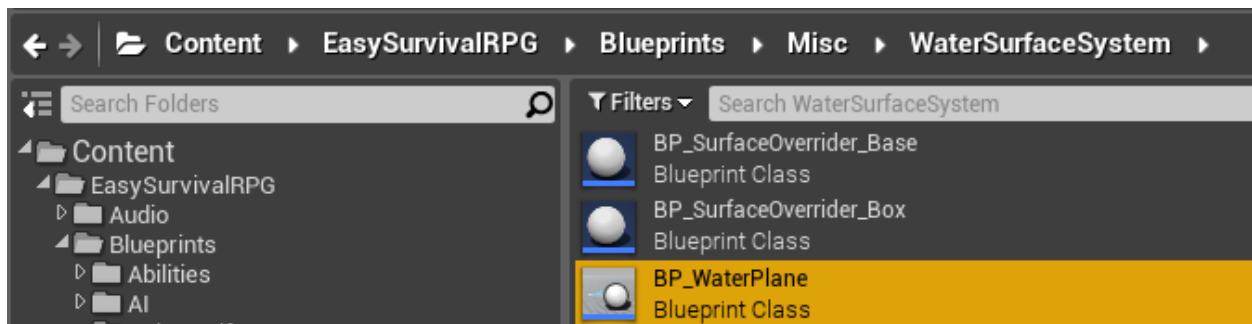 Content EasySurvivalRPG Blueprints Misc WaterSurfaceSystem
Search Folders
Filters Search WaterSurfaceSystem
Content
EasySurvivalRPG
Audio
Blueprints
Abilities
AI
BP_SurfaceOverrider_Base
Blueprint Class
BP_SurfaceOverrider_Box
Blueprint Class
BP_WaterPlane
Blueprint Class